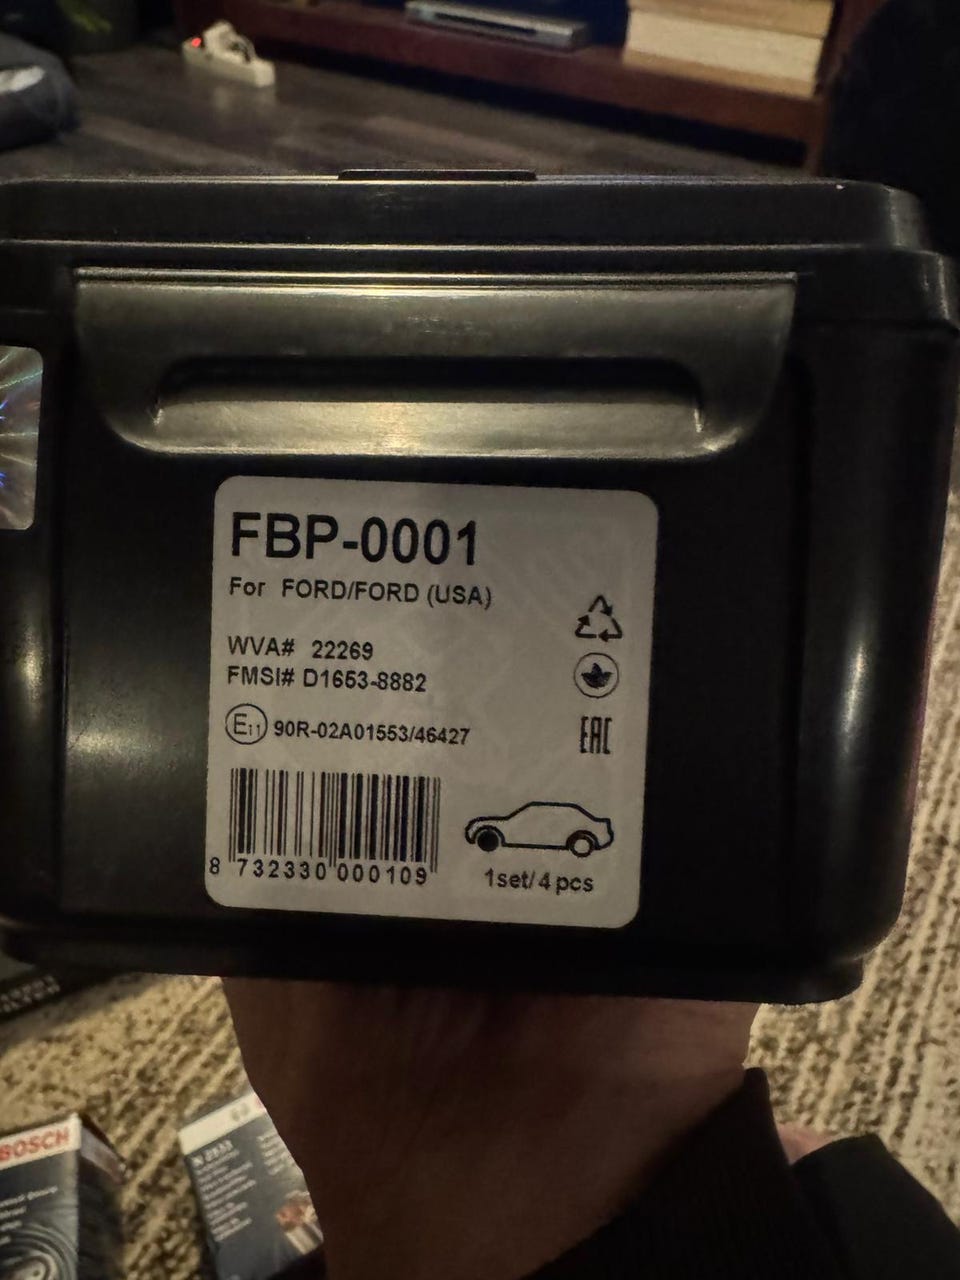 FBP-0001
For FORD/FORD (USA)
WVA# 22269
FMSI# D1653-8882
E11 90R-02A01553/46427
EAC
8 732330 000109
1set/ 4 pcs
BOSCH